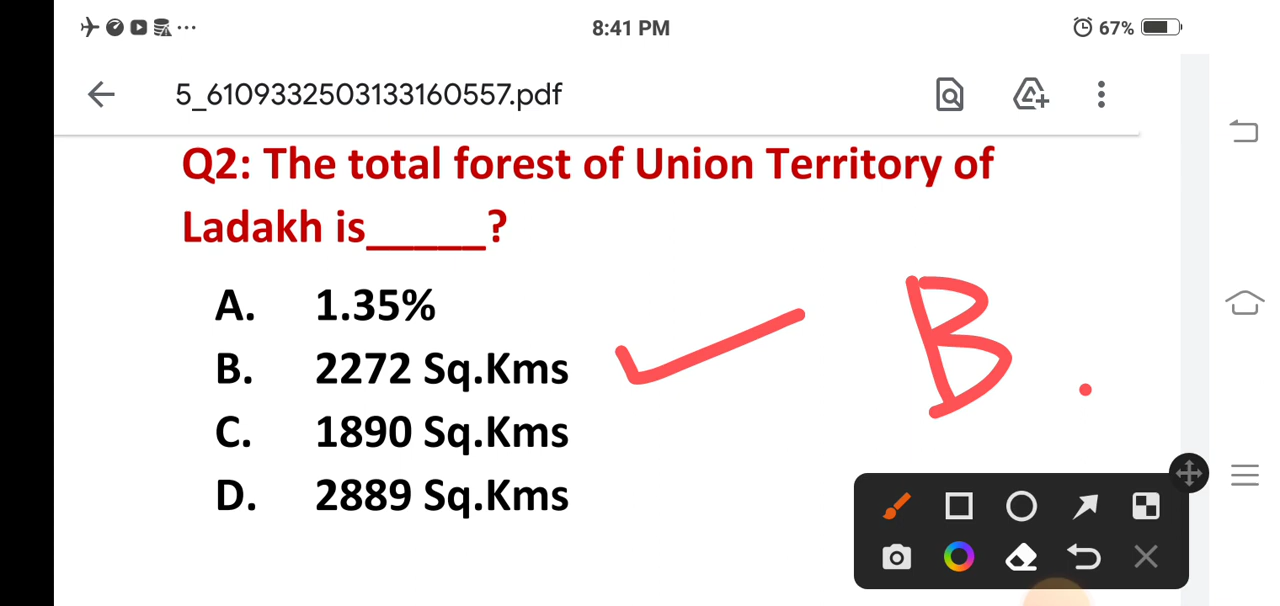 8:41 PM
67%
5_6109332503133160557.pdf
Q2: The total forest of Union Territory of
Ladakh is_____?
A. 1.35%
B. 2272 Sq.Kms
B.
C. 1890 Sq.Kms
D. 2889 Sq.Kms